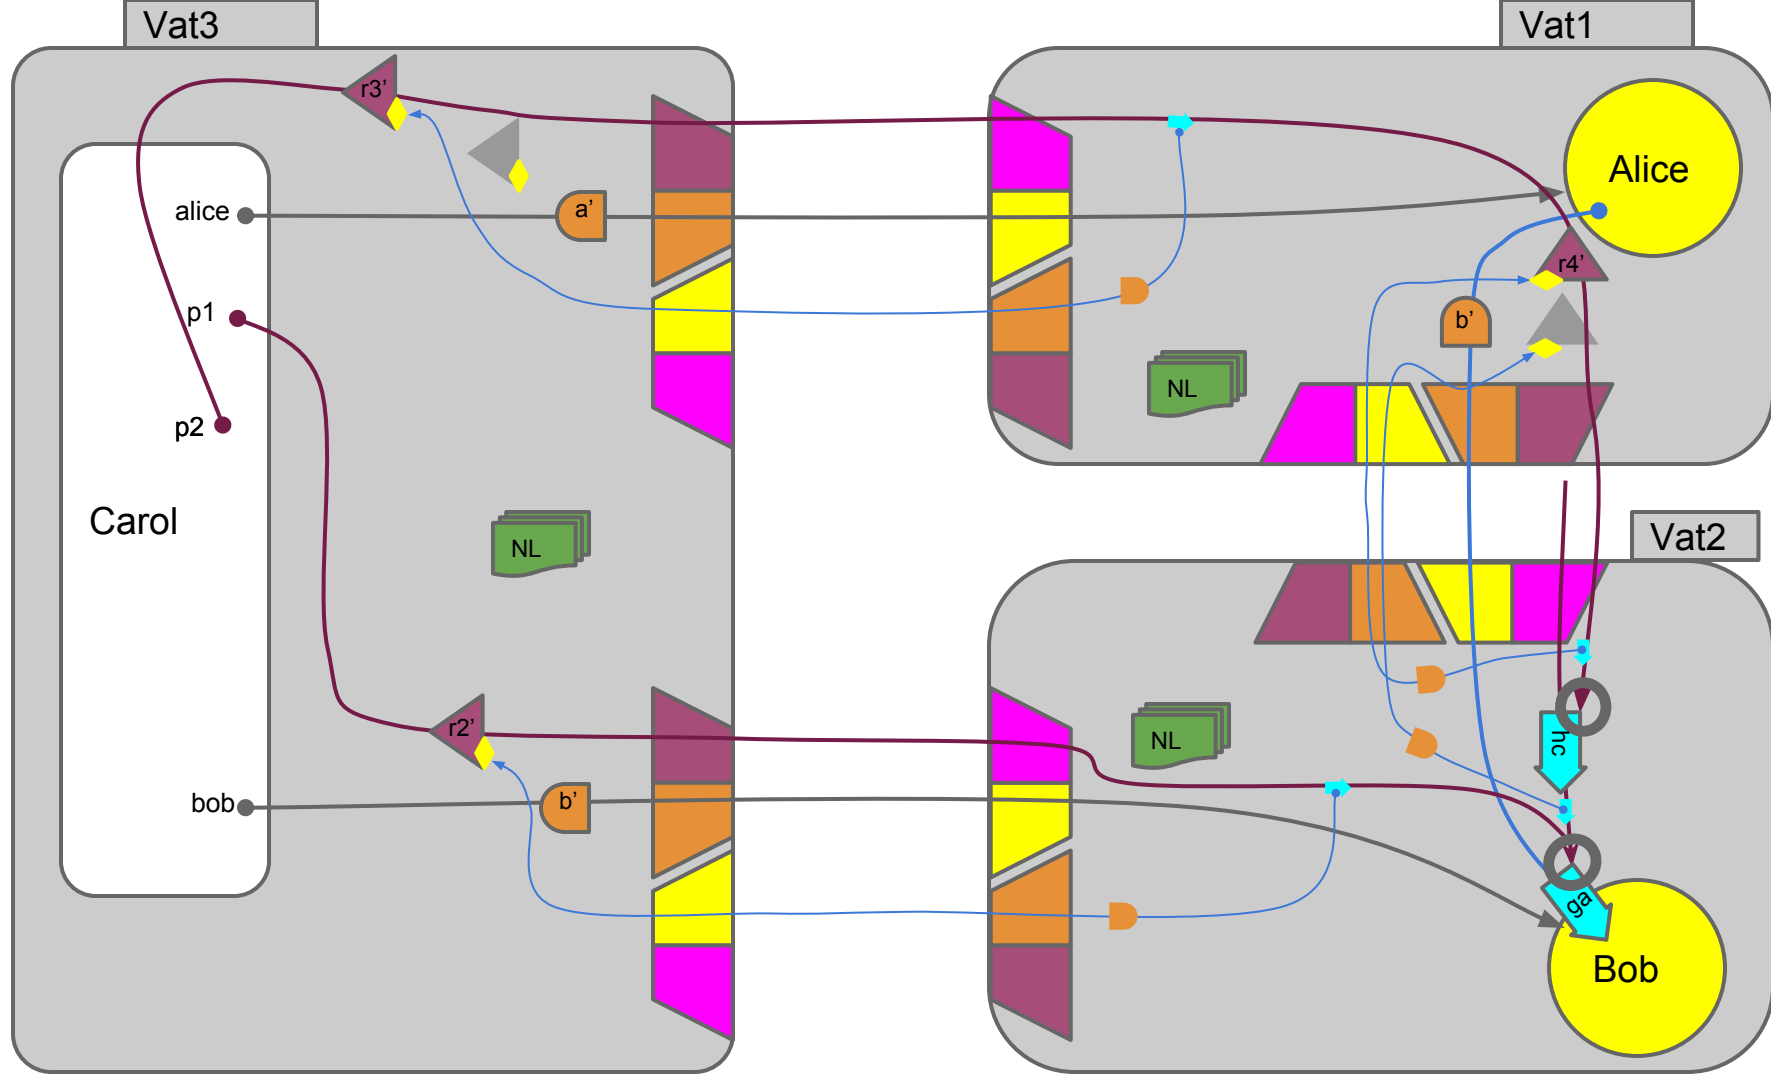 Vat3
Vat1
r3’
Alice
alice
a’
r4’
p1
b’
NL
p2
Carol
NL
Vat2
r2’
NL
hc
bob
b’
ga
Bob